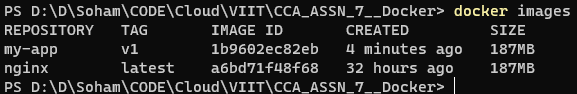 PS D:\D\Soham\CODE\Cloud\VIIT\CCA_ASSN_7__Docker> docker images
REPOSITORY   TAG       IMAGE ID       CREATED         SIZE
my-app       v1        1b9602ec82eb   4 minutes ago   187MB
nginx        latest    a6bd71f48f68   32 hours ago    187MB
PS D:\D\Soham\CODE\Cloud\VIIT\CCA_ASSN_7__Docker>